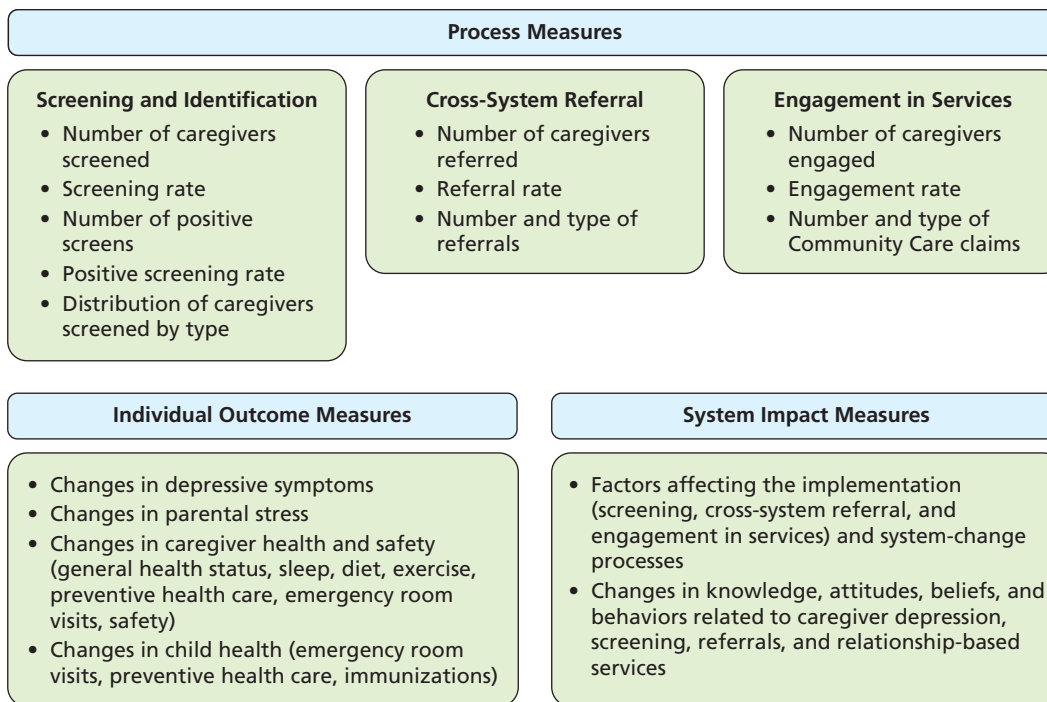 Process Measures
Screening and Identification
• Number of caregivers
screened
• Screening rate
• Number of positive
screens
• Positive screening rate
• Distribution of caregivers
screened by type
Cross-System Referral
• Number of caregivers
referred
• Referral rate
• Number and type of
referrals
Engagement in Services
• Number of caregivers
engaged
• Engagement rate
• Number and type of
Community Care claims
Individual Outcome Measures
• Changes in depressive symptoms
• Changes in parental stress
• Changes in caregiver health and safety
(general health status, sleep, diet, exercise,
preventive health care, emergency room
visits, safety)
• Changes in child health (emergency room
visits, preventive health care, immunizations)
System Impact Measures
• Factors affecting the implementation
(screening, cross-system referral, and
engagement in services) and system-change
processes
• Changes in knowledge, attitudes, beliefs, and
behaviors related to caregiver depression,
screening, referrals, and relationship-based
services